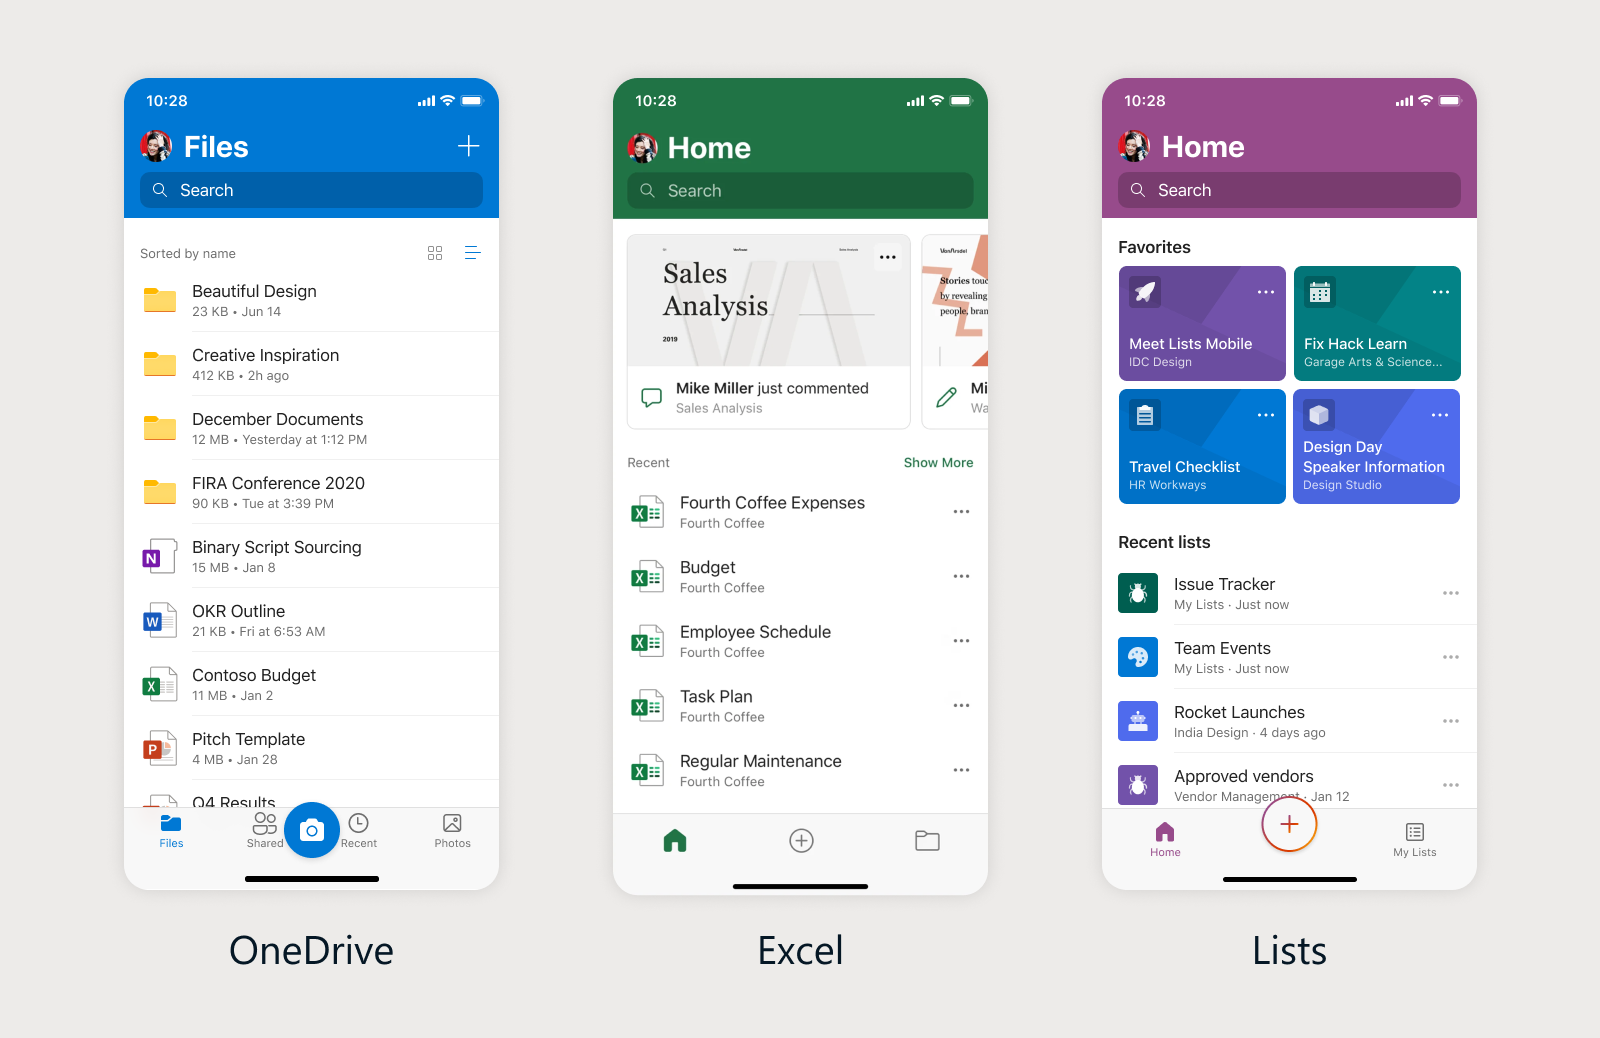 10:28
Files
Search
Sorted by name
Beautiful Design
23 KB • Jun 14
Creative Inspiration
412 KB • 2h ago
December Documents
12 MB • Yesterday at 1:12 PM
FIRA Conference 2020
90 KB • Tue at 3:39 PM
N
Binary Script Sourcing
15 MB • Jan 8
W
OKR Outline
21 KB • Fri at 6:53 AM
X
Contoso Budget
11 MB • Jan 2
P
Pitch Template
4 MB • Jan 28
Q4 Results
Files
Shared
Recent
Photos
OneDrive
10:28
Home
Search
VanArsdel
Sales Analysis
Sales
Analysis
2019
Mike Miller just commented
Sales Analysis
VanArsdel
Stories touc
by revealing
people, bran
Mi
Wa
Recent
Show More
X
Fourth Coffee Expenses
Fourth Coffee
X
Budget
Fourth Coffee
X
Employee Schedule
Fourth Coffee
X
Task Plan
Fourth Coffee
X
Regular Maintenance
Fourth Coffee
Excel
10:28
Home
Search
Favorites
Meet Lists Mobile
IDC Design
Fix Hack Learn
Garage Arts & Science...
Travel Checklist
HR Workways
Design Day
Speaker Information
Design Studio
Recent lists
Issue Tracker
My Lists · Just now
Team Events
My Lists · Just now
Rocket Launches
India Design · 4 days ago
Approved vendors
Vendor Management · Jan 12
Home
My Lists
Lists